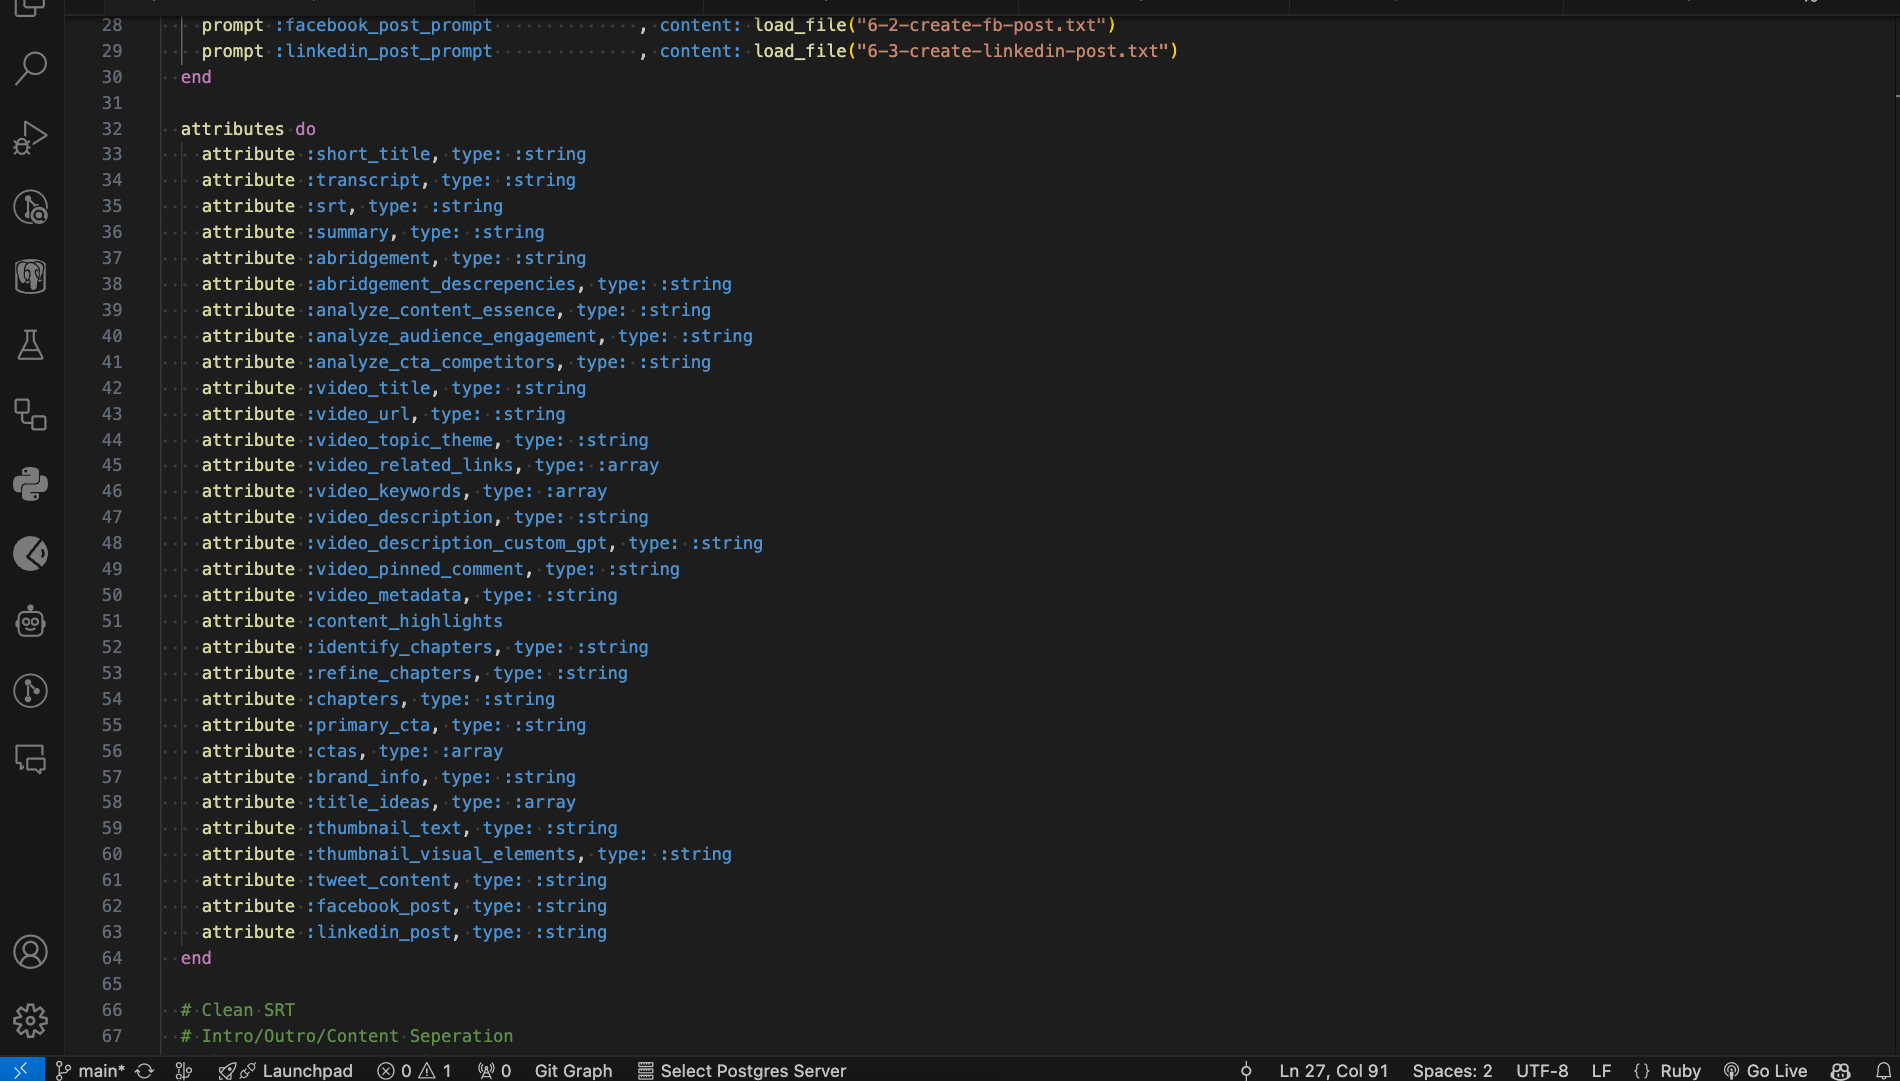 28 prompt :facebook_post_prompt , content: load_file("6-2-create-fb-post.txt")
29 prompt :linkedin_post_prompt , content: load_file("6-3-create-linkedin-post.txt")
30 end
31
32 attributes do
33 attribute :short_title, type: :string
34 attribute :transcript, type: :string
35 attribute :srt, type: :string
36 attribute :summary, type: :string
37 attribute :abridgement, type: :string
38 attribute :abridgement_descrepencies, type: :string
39 attribute :analyze_content_essence, type: :string
40 attribute :analyze_audience_engagement, type: :string
41 attribute :analyze_cta_competitors, type: :string
42 attribute :video_title, type: :string
43 attribute :video_url, type: :string
44 attribute :video_topic_theme, type: :string
45 attribute :video_related_links, type: :array
46 attribute :video_keywords, type: :array
47 attribute :video_description, type: :string
48 attribute :video_description_custom_gpt, type: :string
49 attribute :video_pinned_comment, type: :string
50 attribute :video_metadata, type: :string
51 attribute :content_highlights
52 attribute :identify_chapters, type: :string
53 attribute :refine_chapters, type: :string
54 attribute :chapters, type: :string
55 attribute :primary_cta, type: :string
56 attribute :ctas, type: :array
57 attribute :brand_info, type: :string
58 attribute :title_ideas, type: :array
59 attribute :thumbnail_text, type: :string
60 attribute :thumbnail_visual_elements, type: :string
61 attribute :tweet_content, type: :string
62 attribute :facebook_post, type: :string
63 attribute :linkedin_post, type: :string
64 end
65
66 # Clean SRT
67 # Intro/Outro/Content Seperation
main* Launchpad 0 1 0 Git Graph Select Postgres Server Ln 27, Col 91 Spaces: 2 UTF-8 LF {} Ruby Go Live